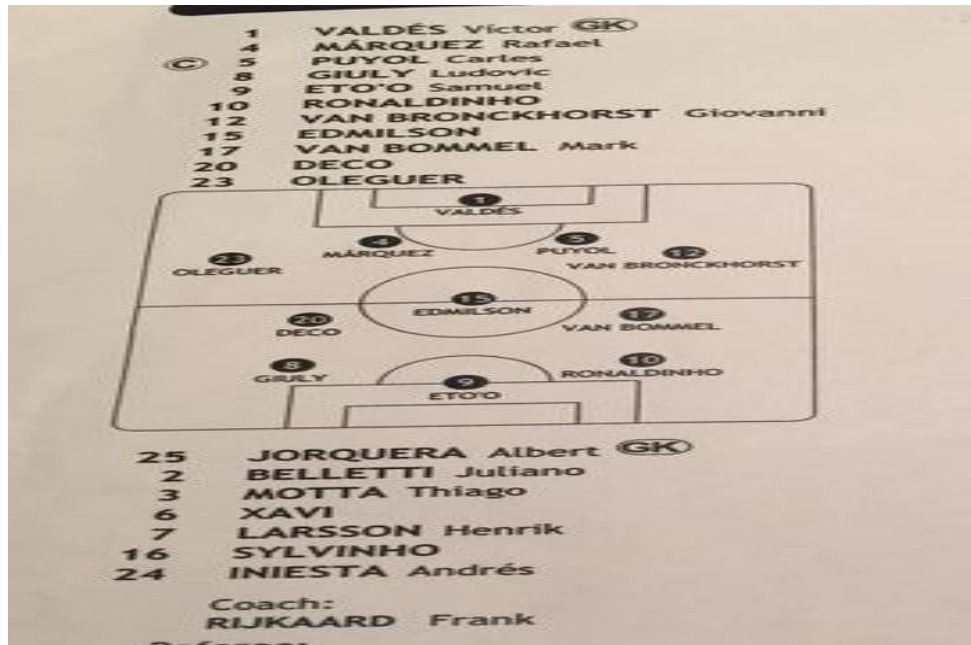 1 VALDÉS Víctor GK
4 MÁRQUEZ Rafael
C 5 PUYOL Carles
8 GIULY Ludovic
9 ETO'O Samuel
10 RONALDINHO
12 VAN BRONCKHORST Giovanni
15 EDMILSON
17 VAN BOMMEL Mark
20 DECO
23 OLEGUER
1
VALDÉS
4 5
MÁRQUEZ PUYOL
23 12
OLEGUER VAN BRONCKHORST
15
EDMILSON
20 17
DECO VAN BOMMEL
8 10
GIULY RONALDINHO
9
ETO'O
25 JORQUERA Albert GK
2 BELLETTI Juliano
3 MOTTA Thiago
6 XAVI
7 LARSSON Henrik
16 SYLVINHO
24 INIESTA Andrés
Coach:
RIJKAARD Frank